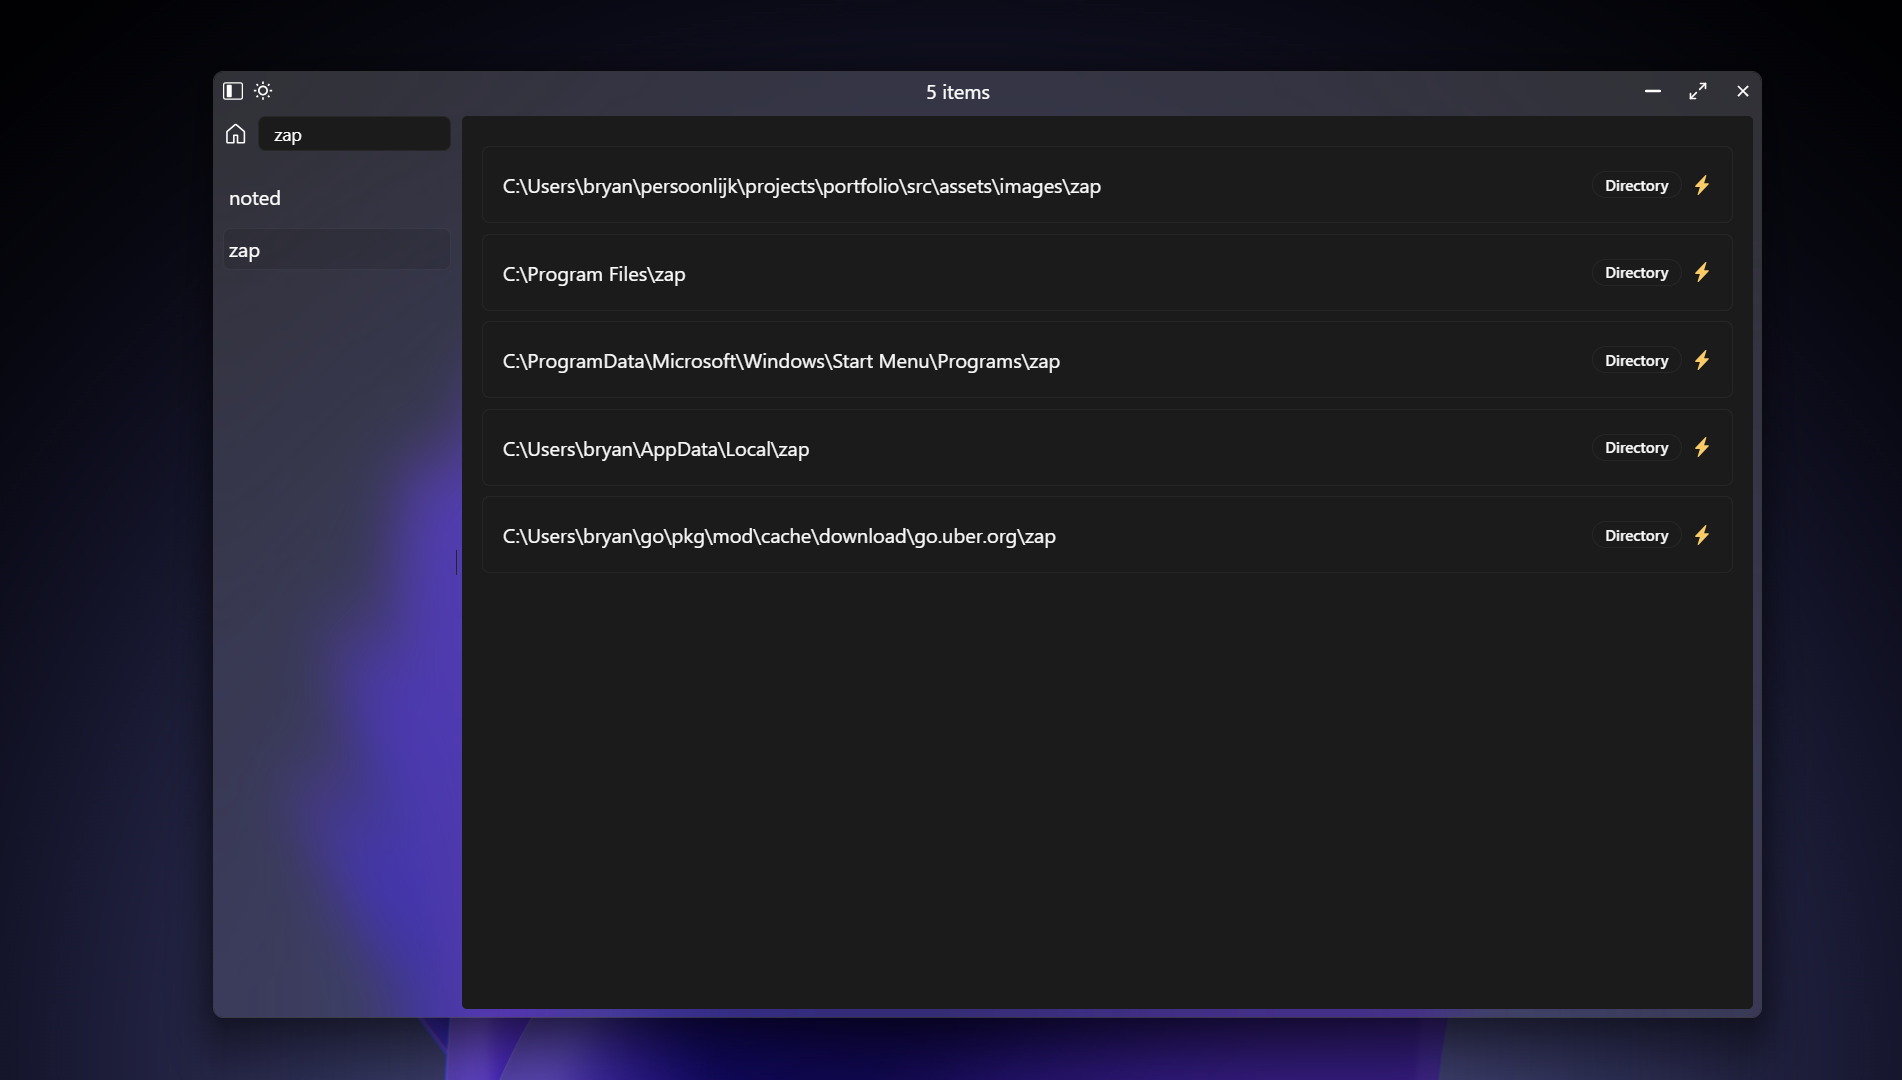 5 items
zap
noted
zap
C:\Users\bryan\persoonlijk\projects\portfolio\src\assets\images\zap Directory
C:\Program Files\zap Directory
C:\ProgramData\Microsoft\Windows\Start Menu\Programs\zap Directory
C:\Users\bryan\AppData\Local\zap Directory
C:\Users\bryan\go\pkg\mod\cache\download\go.uber.org\zap Directory